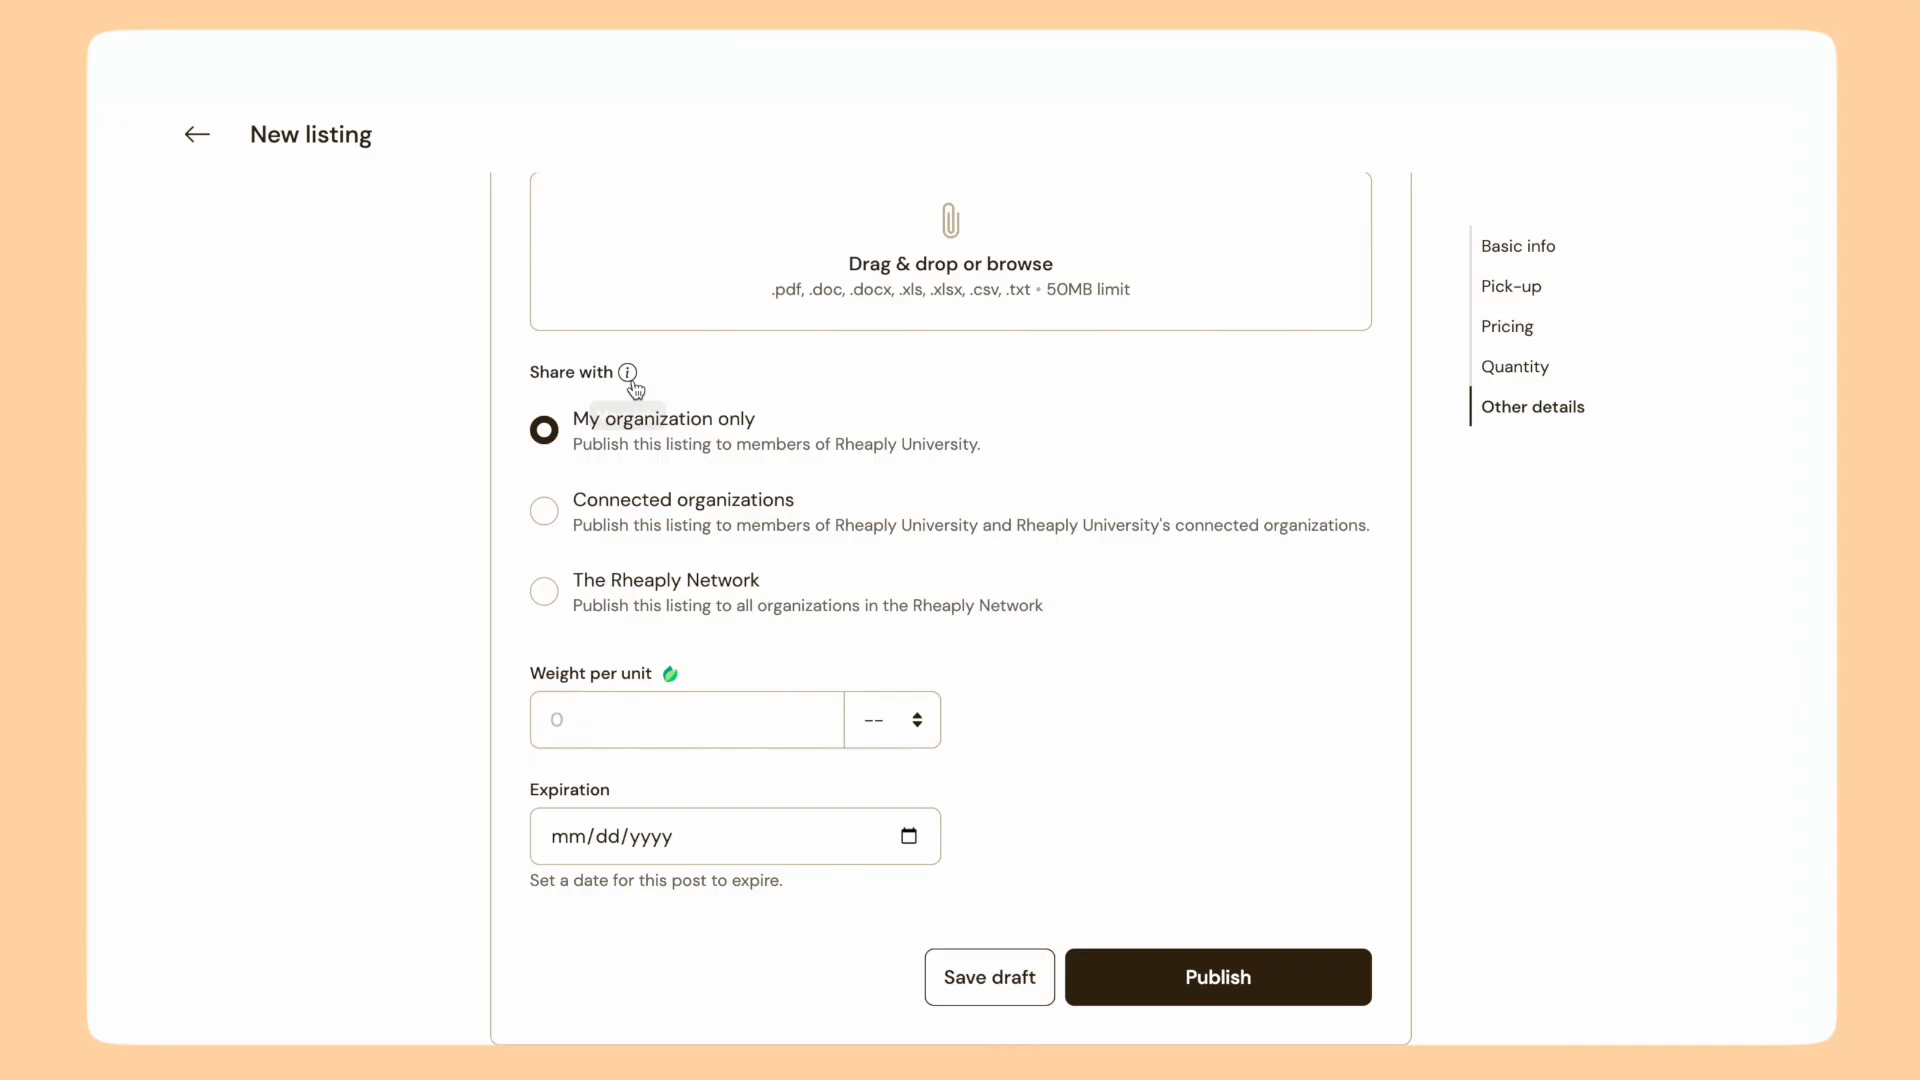 New listing
Drag & drop or browse
.pdf, .doc, .docx, .xls, .xlsx, .csv, .txt • 50MB limit
Share with
My organization only
Publish this listing to members of Rheaply University.
Connected organizations
Publish this listing to members of Rheaply University and Rheaply University's connected organizations.
The Rheaply Network
Publish this listing to all organizations in the Rheaply Network
Weight per unit
0
--
Expiration
mm/dd/yyyy
Set a date for this post to expire.
Save draft
Publish
Basic info
Pick-up
Pricing
Quantity
Other details